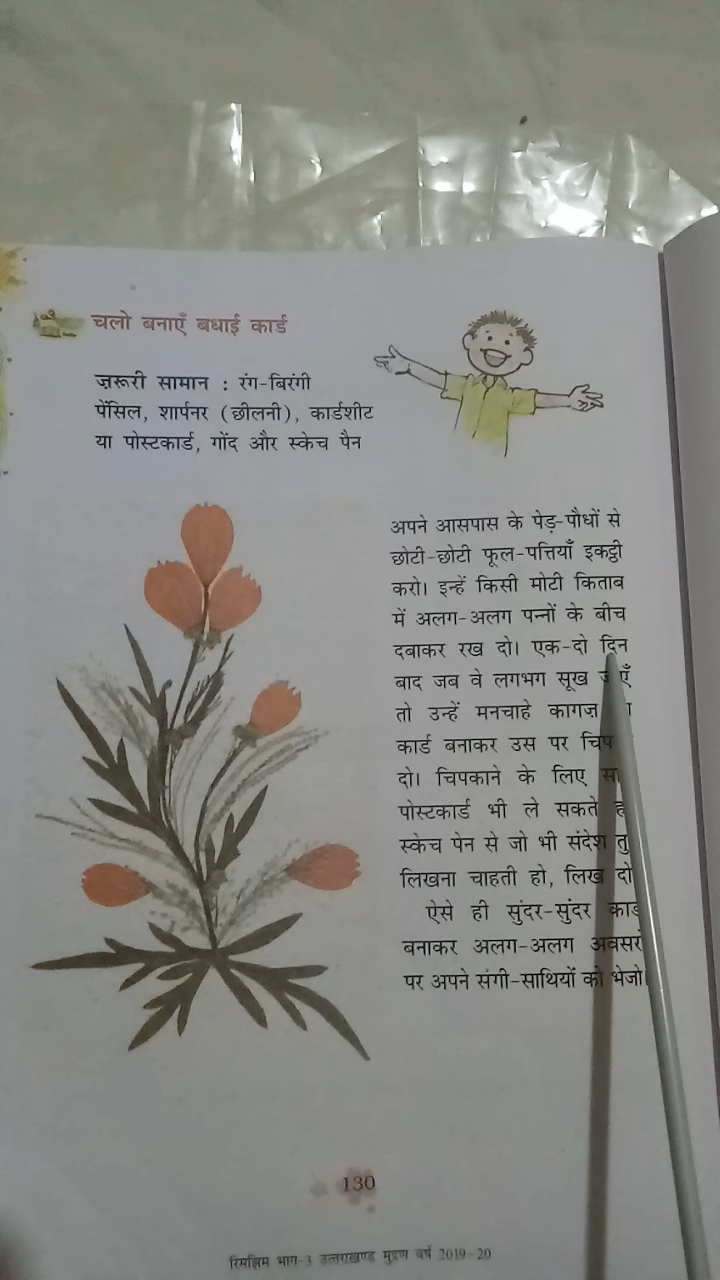 चलो बनाएँ बधाई कार्ड
ज़रूरी सामान : रंग-बिरंगी
पेंसिल, शार्पनर (छीलनी), कार्डशीट
या पोस्टकार्ड, गोंद और स्केच पैन
अपने आसपास के पेड़-पौधों से
छोटी-छोटी फूल-पत्तियाँ इकट्ठी
करो। इन्हें किसी मोटी किताब
में अलग-अलग पन्नों के बीच
दबाकर रख दो। एक-दो दिन
बाद जब वे लगभग सूख
तो उन्हें मनचाहे कागज़
कार्ड बनाकर उस पर
दो। चिपकाने के लिए
पोस्टकार्ड भी ले सकते
स्केच पेन से जो भी संदेश
लिखना चाहती हो, लिख दो
ऐसे ही सुंदर-सुंदर कार्ड
बनाकर अलग-अलग अवसरों
पर अपने संगी-साथियों को भेजो।
130
रिमझिम भाग-3 उत्तराखण्ड मुद्रण वर्ष 2019-20